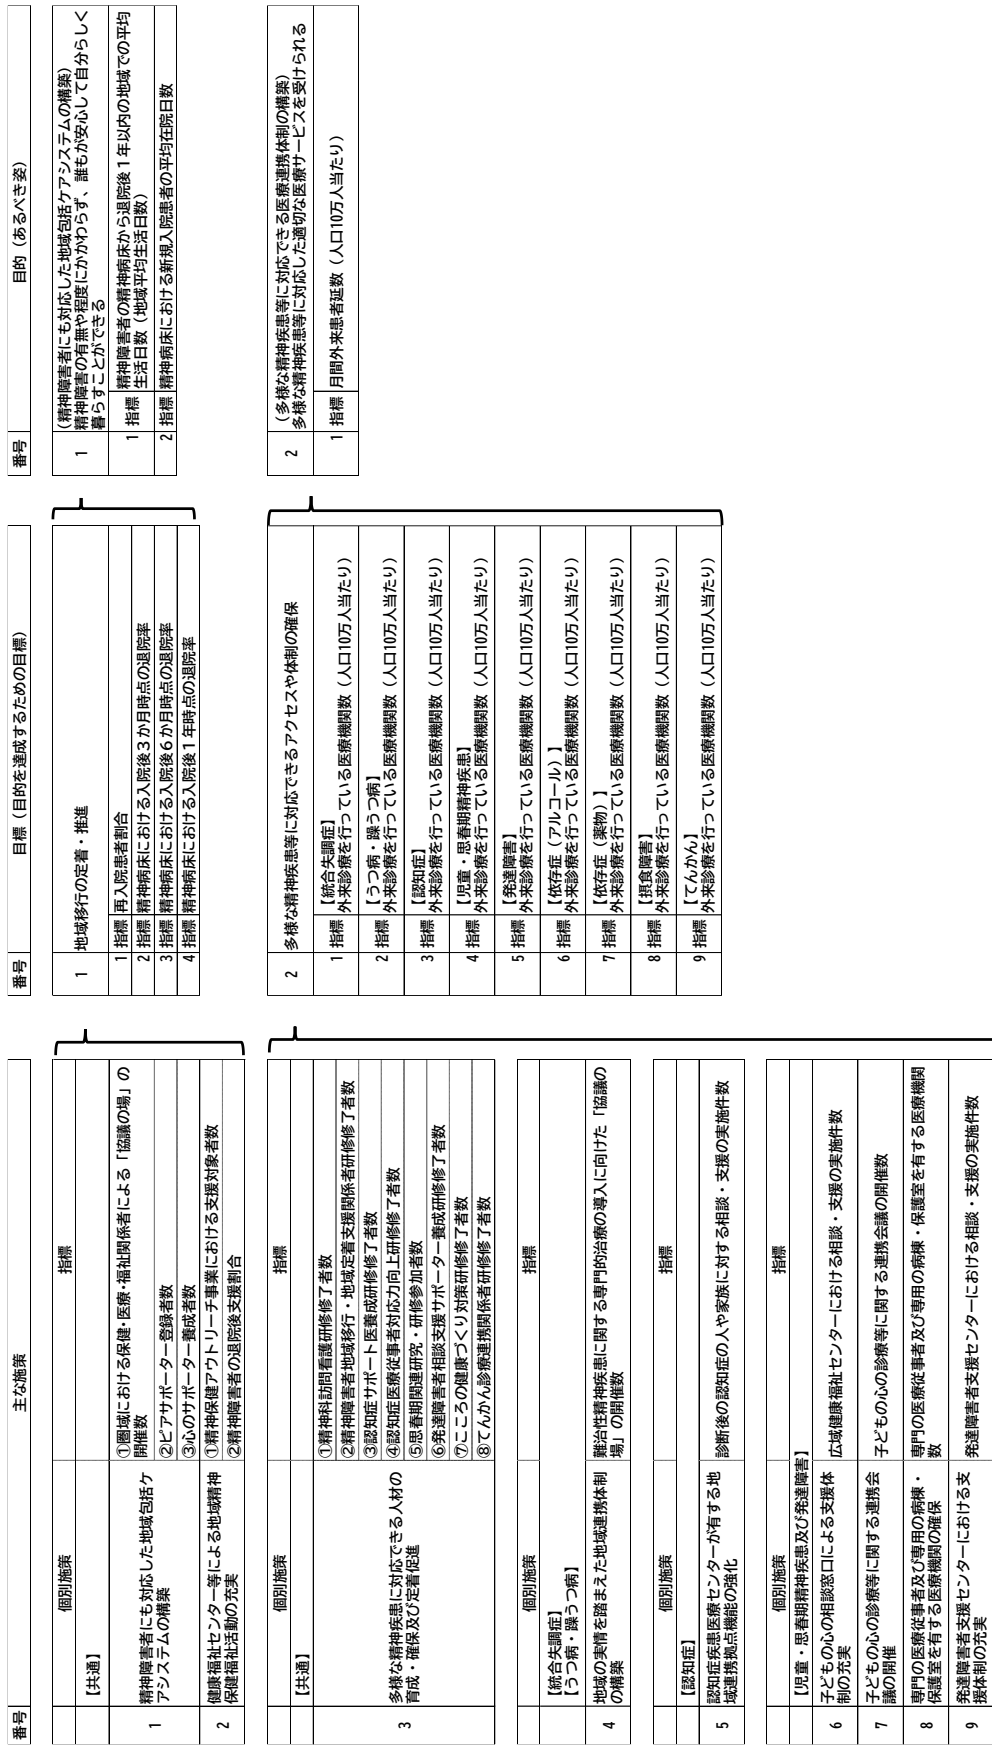 番号
主な施策
個別施策
指標
【共通】
1
精神障害者にも対応した地域包括ケ
アシステムの構築
①圏域における保健・医療・福祉関係者による「協議の場」の
開催数
②ピアサポーター登録者数
③心のサポーター養成者数
2
健康福祉センター等による地域精神
保健福祉活動の充実
①精神保健アウトリーチ事業における支援対象者数
②精神障害者の退院後支援割合
個別施策
指標
【共通】
3
多様な精神疾患に対応できる人材の
育成・確保及び定着促進
①精神科訪問看護研修修了者数
②精神障害者地域移行・地域定着支援関係者研修修了者数
③認知症サポート医養成研修修了者数
④認知症医療従事者対応力向上研修修了者数
⑤思春期関連研究・研修参加者数
⑥発達障害者相談支援サポーター養成研修修了者数
⑦こころの健康づくり対策研修修了者数
⑧てんかん診療連携関係者研修修了者数
個別施策
指標
【統合失調症】
【うつ病・躁うつ病】
4
地域の実情を踏まえた地域連携体制
の構築
難治性精神疾患に関する専門的治療の導入に向けた「協議の
場」の開催数
個別施策
指標
【認知症】
5
認知症疾患医療センターが有する地
域連携拠点機能の強化
診断後の認知症の人や家族に対する相談・支援の実施件数
個別施策
指標
【児童・思春期精神疾患及び発達障害】
6
子どもの心の相談窓口による支援体
制の充実
広域健康福祉センターにおける相談・支援の実施件数
7
子どもの心の診療等に関する連携会
議の開催
子どもの心の診療等に関する連携会議の開催数
8
専門の医療従事者及び専用の病棟・
保護室を有する医療機関の確保
専門の医療従事者及び専用の病棟・保護室を有する医療機関
数
9
発達障害者支援センターにおける支
援体制の充実
発達障害者支援センターにおける相談・支援の実施件数
番号
目標（目的を達成するための目標）
1
地域移行の定着・推進
1 指標 再入院患者割合
2 指標 精神病床における入院後３か月時点の退院率
3 指標 精神病床における入院後６か月時点の退院率
4 指標 精神病床における入院後１年時点の退院率
2
多様な精神疾患等に対応できるアクセスや体制の確保
1 指標
【統合失調症】
外来診療を行っている医療機関数（人口10万人当たり）
2 指標
【うつ病・躁うつ病】
外来診療を行っている医療機関数（人口10万人当たり）
3 指標
【認知症】
外来診療を行っている医療機関数（人口10万人当たり）
4 指標
【児童・思春期精神疾患】
外来診療を行っている医療機関数（人口10万人当たり）
5 指標
【発達障害】
外来診療を行っている医療機関数（人口10万人当たり）
6 指標
【依存症（アルコール）】
外来診療を行っている医療機関数（人口10万人当たり）
7 指標
【依存症（薬物）】
外来診療を行っている医療機関数（人口10万人当たり）
8 指標
【摂食障害】
外来診療を行っている医療機関数（人口10万人当たり）
9 指標
【てんかん】
外来診療を行っている医療機関数（人口10万人当たり）
番号
目的（あるべき姿）
1
（精神障害者にも対応した地域包括ケアシステムの構築）
精神障害の有無や程度にかかわらず、誰もが安心して自分らしく
暮らすことができる
1 指標
精神障害者の精神病床から退院後１年以内の地域での平均
生活日数（地域平均生活日数）
2 指標 精神病床における新規入院患者の平均在院日数
2
（多様な精神疾患等に対応できる医療連携体制の構築）
多様な精神疾患等に対応した適切な医療サービスを受けられる
1 指標 月間外来患者延数（人口10万人当たり）